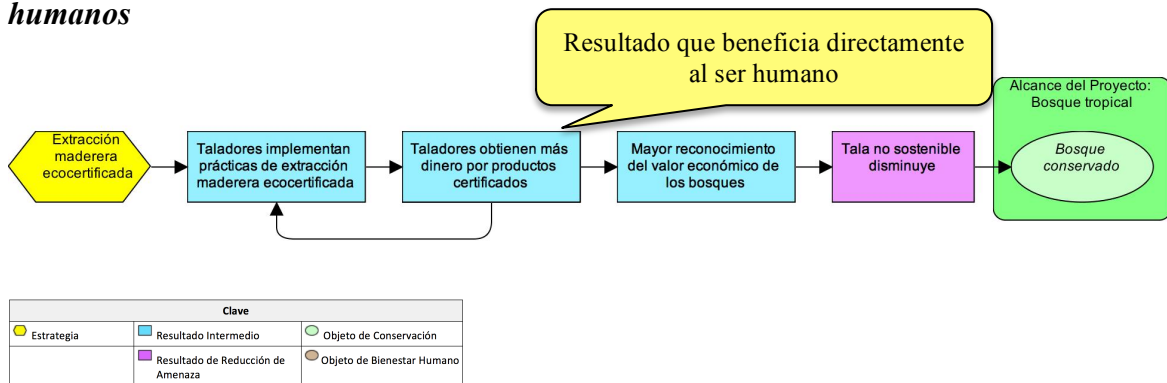 humanos
Resultado que beneficia directamente
al ser humano
Alcance del Proyecto:
Bosque tropical
Extracción
maderera
ecocertificada
Taladores implementan
prácticas de extracción
maderera ecocertificada
Taladores obtienen más
dinero por productos
certificados
Mayor reconocimiento
del valor económico de
los bosques
Tala no sostenible
disminuye
Bosque
conservado
Clave
Estrategia
Resultado Intermedio
Objeto de Conservación
Resultado de Reducción de
Amenaza
Objeto de Bienestar Humano